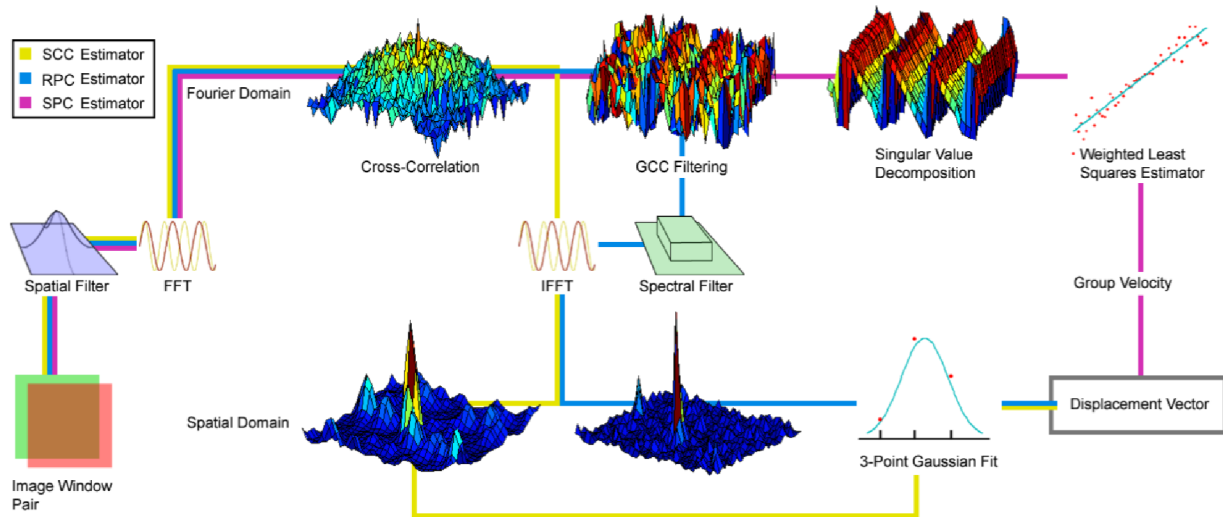 SCC Estimator
RPC Estimator
SPC Estimator
Fourier Domain
Cross-Correlation
GCC Filtering
Singular Value
Decomposition
Weighted Least
Squares Estimator
Spatial Filter
FFT
IFFT
Spectral Filter
Group Velocity
Spatial Domain
Displacement Vector
3-Point Gaussian Fit
Image Window
Pair